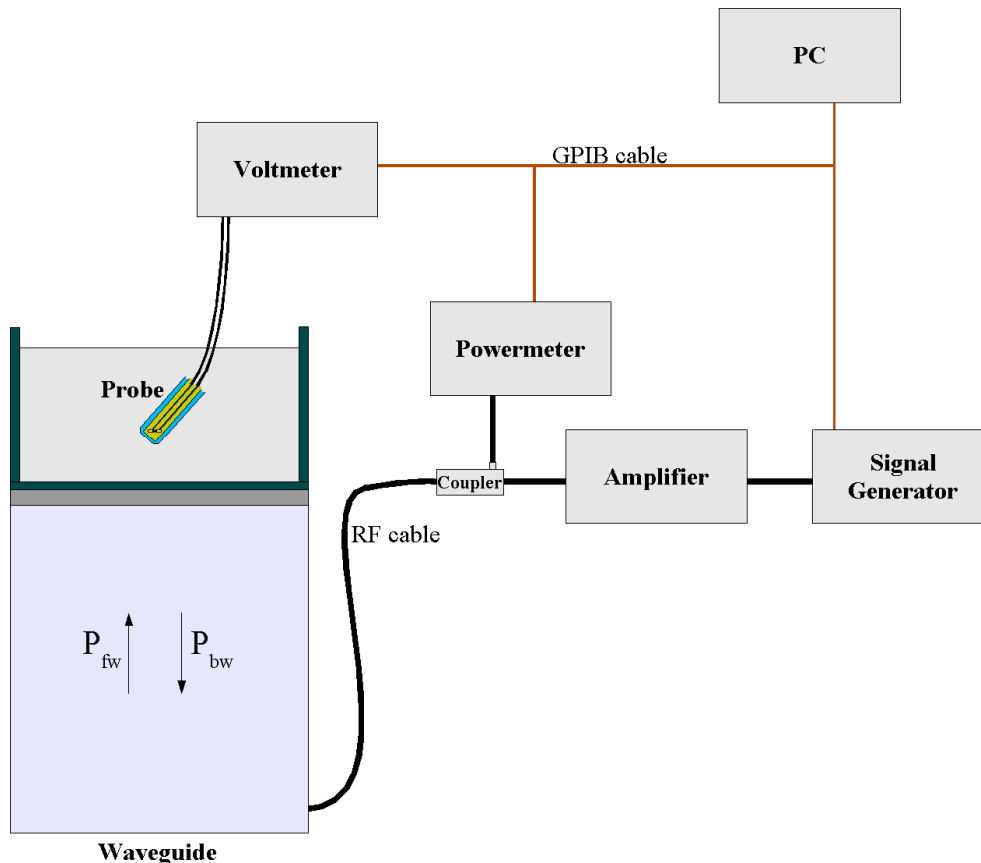 PC
Voltmeter
GPIB cable
Powermeter
Probe
Coupler
Amplifier
Signal
Generator
RF cable
P fw
P bw
Waveguide